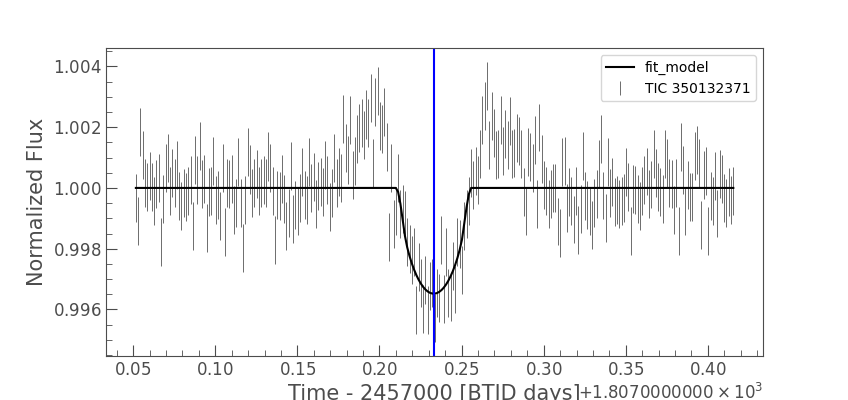 1.004
1.002
1.000
0.998
0.996
Normalized Flux
fit_model
TIC 350132371
0.05 0.10 0.15 0.20 0.25 0.30 0.35 0.40
Time - 2457000 [BTJD days]
+1.8070000000 × 10³